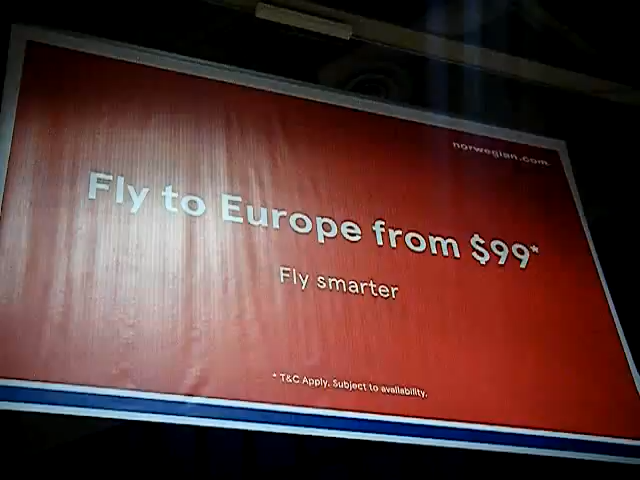 norwegian.com
Fly to Europe from $99*
Fly smarter
* T&C Apply. Subject to availability.